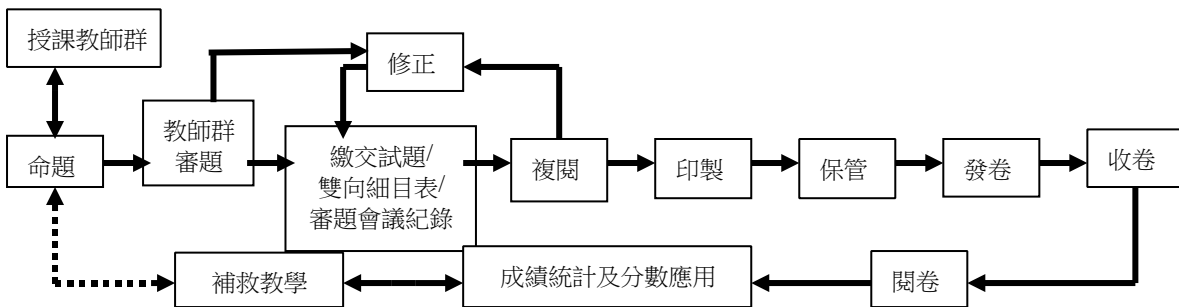 授課教師群
修正
教師群
審題
命題
繳交試題/
雙向細目表/
審題會議紀錄
複閱
印製
保管
發卷
收卷
補救教學
成績統計及分數應用
閱卷